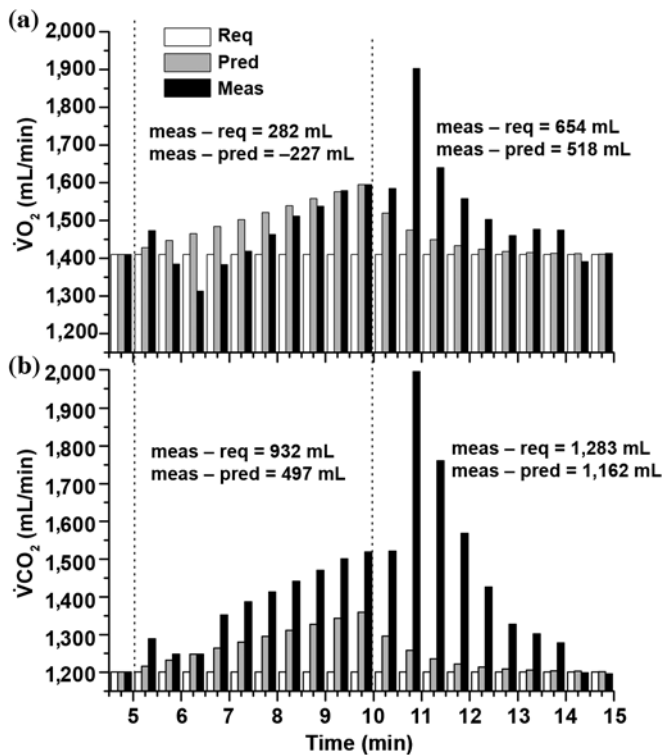 (a)
2,000
1,900
1,800
1,700
1,600
1,500
1,400
1,300
1,200
V̇O₂ (mL/min)
Req
Pred
Meas
meas – req = 282 mL
meas – pred = –227 mL
meas – req = 654 mL
meas – pred = 518 mL
(b)
2,000
1,900
1,800
1,700
1,600
1,500
1,400
1,300
1,200
V̇CO₂ (mL/min)
meas – req = 932 mL
meas – pred = 497 mL
meas – req = 1,283 mL
meas – pred = 1,162 mL
5 6 7 8 9 10 11 12 13 14 15
Time (min)